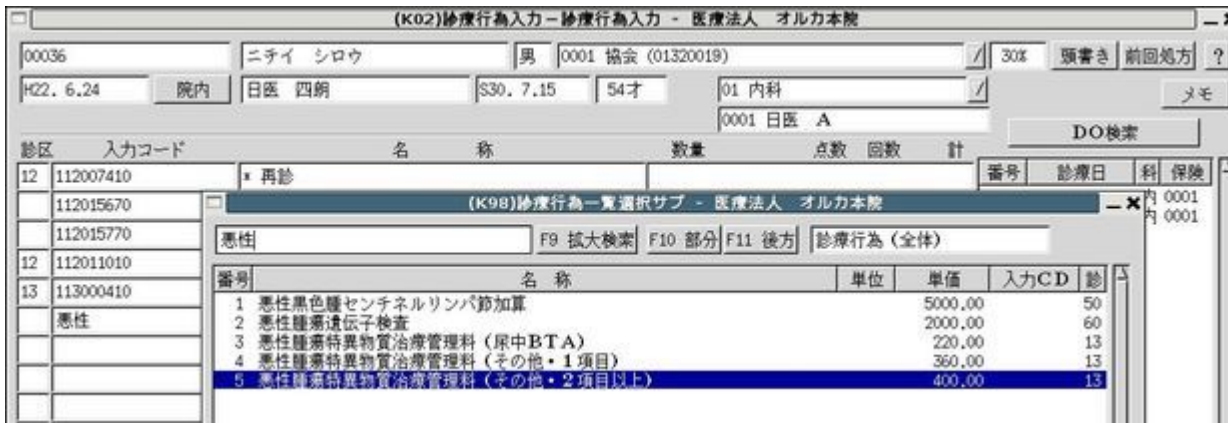 (K02)診療行為入力－診療行為入力 - 医療法人 オルカ本院
00036 ニチイ シロウ 男 0001 協会 (01320019) 30% 頭書き 前回処方 ?
H22. 6.24 院内 日医 四朗 S30. 7.15 54才 01 内科 メモ
0001 日医 A
DO検索
診区 入力コード 名 称 数量 点数 回数 計
番号 診療日 科 保険
12 112007410 * 再診
112015670 (K98)診療行為一覧選択サブ - 医療法人 オルカ本院 内 0001
内 0001
112015770 悪性 F9 拡大検索 F10 部分 F11 後方 診療行為（全体）
12 112011010
番号 名 称 単位 単価 入力CD 診
13 113000410
1 悪性黒色腫センチネルリンパ節加算 5000.00 50
悪性
2 悪性腫瘍遺伝子検査 2000.00 60
3 悪性腫瘍特異物質治療管理料（尿中BTA） 220.00 13
4 悪性腫瘍特異物質治療管理料（その他・1項目） 360.00 13
5 悪性腫瘍特異物質治療管理料（その他・2項目以上） 400.00 13